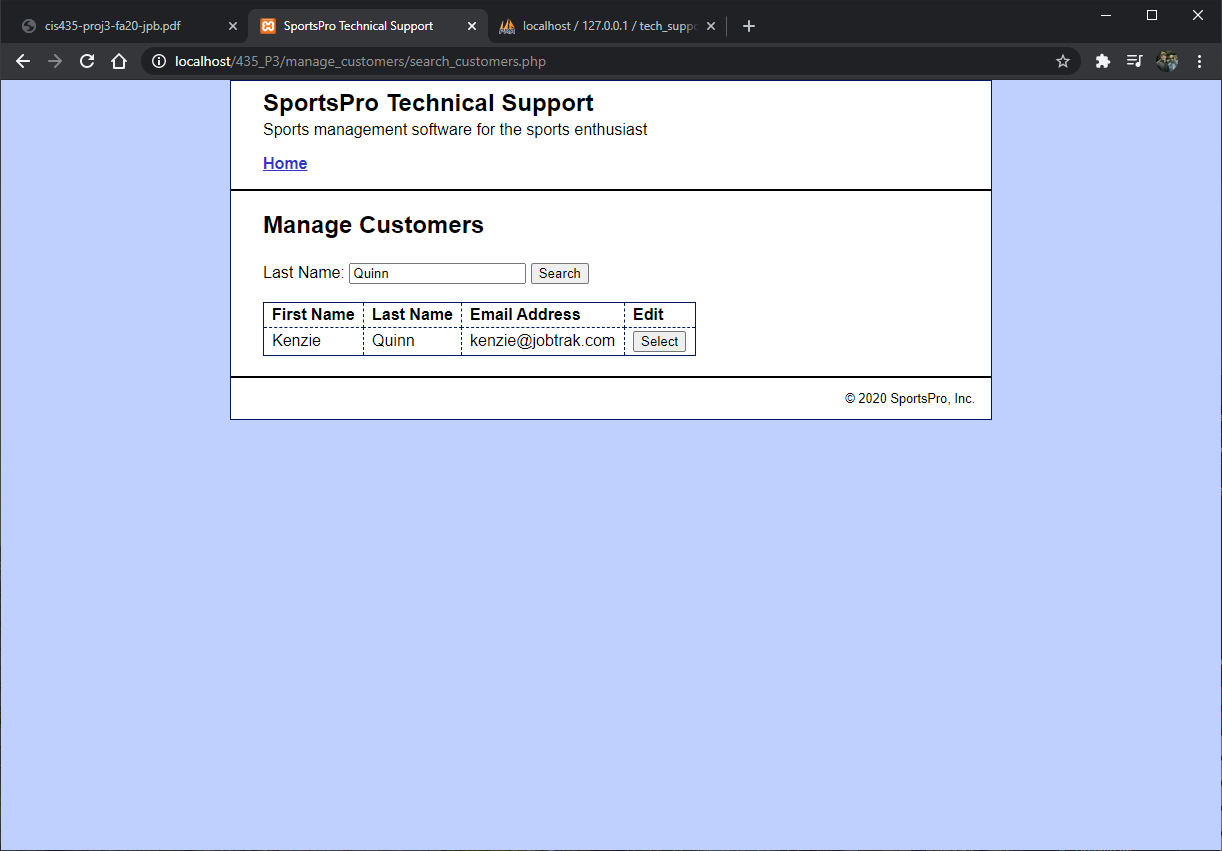 cis435-proj3-fa20-jpb.pdf SportsPro Technical Support localhost / 127.0.0.1 / tech_supp
localhost/435_P3/manage_customers/search_customers.php
SportsPro Technical Support
Sports management software for the sports enthusiast
Home
Manage Customers
Last Name: Quinn Search
First Name Last Name Email Address Edit
Kenzie Quinn kenzie@jobtrak.com Select
© 2020 SportsPro, Inc.